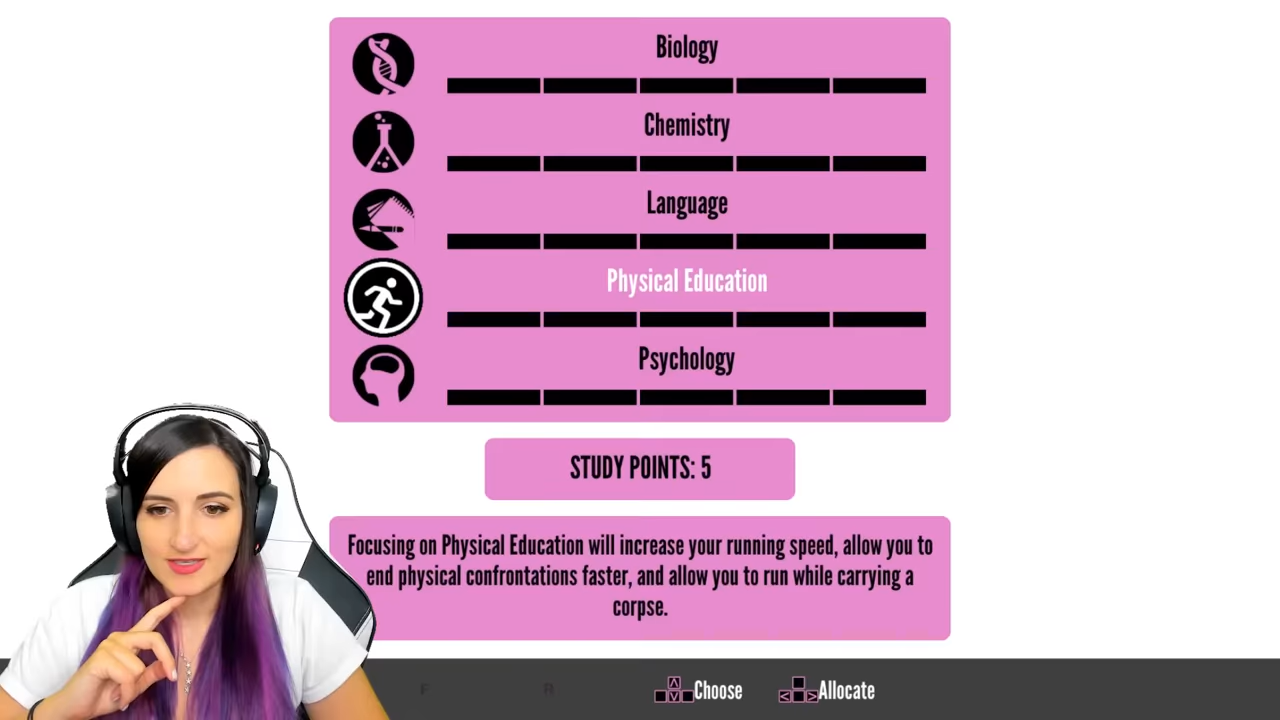 Biology
Chemistry
Language
Physical Education
Psychology
STUDY POINTS: 5
Focusing on Physical Education will increase your running speed, allow you to
end physical confrontations faster, and allow you to run while carrying a
corpse.
F R Choose Allocate